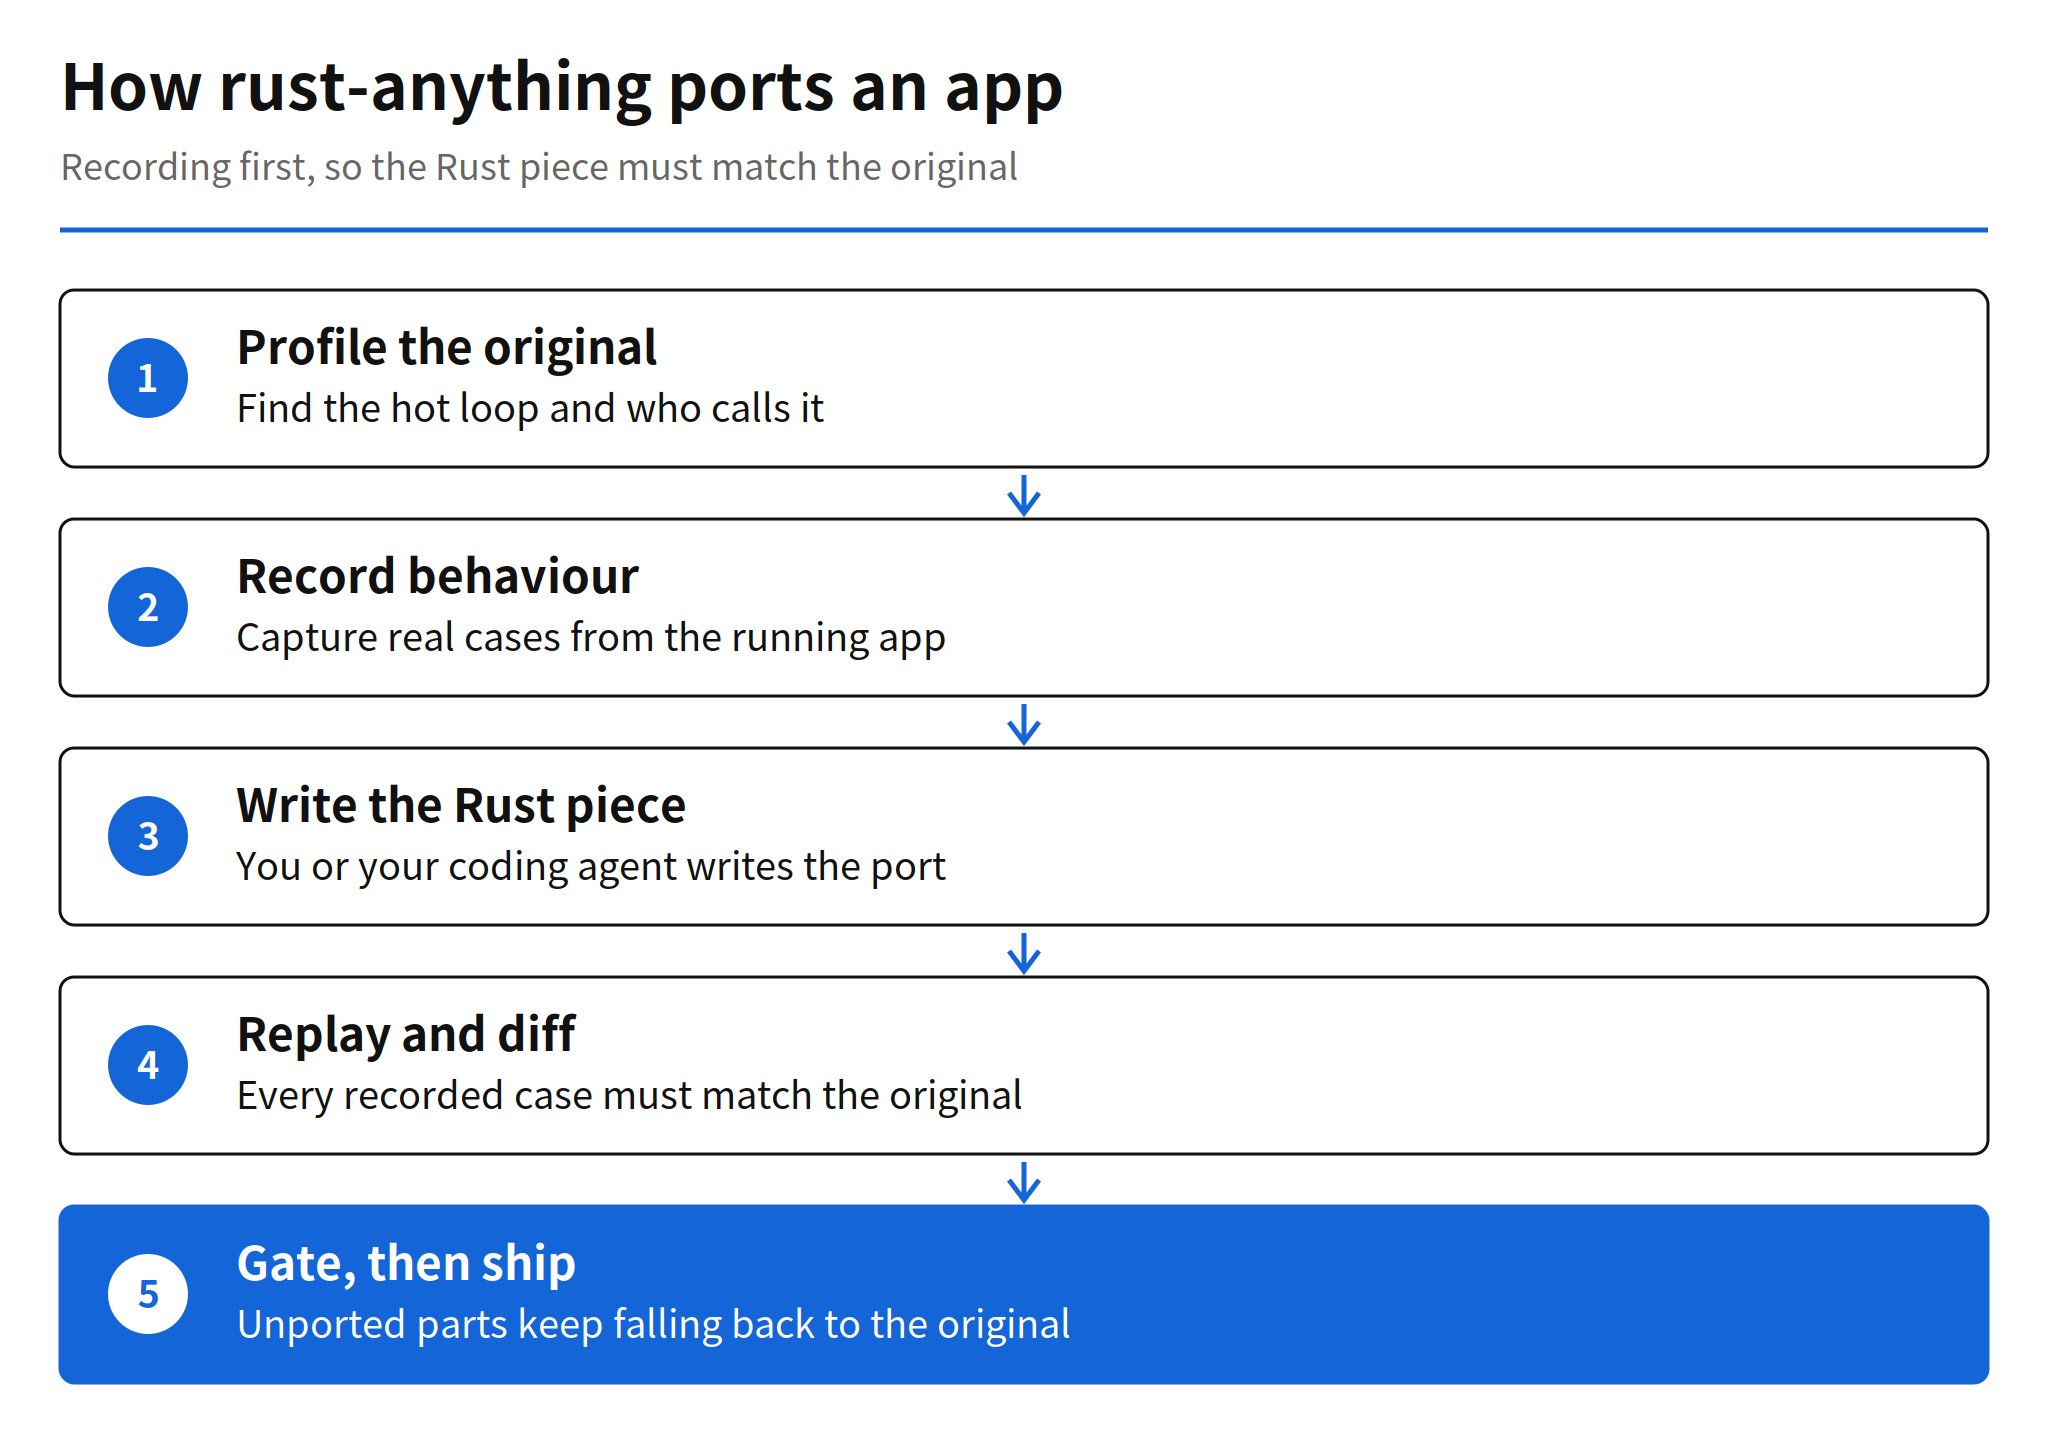 How rust-anything ports an app
Recording first, so the Rust piece must match the original
1
Profile the original
Find the hot loop and who calls it
2
Record behaviour
Capture real cases from the running app
3
Write the Rust piece
You or your coding agent writes the port
4
Replay and diff
Every recorded case must match the original
5
Gate, then ship
Unported parts keep falling back to the original